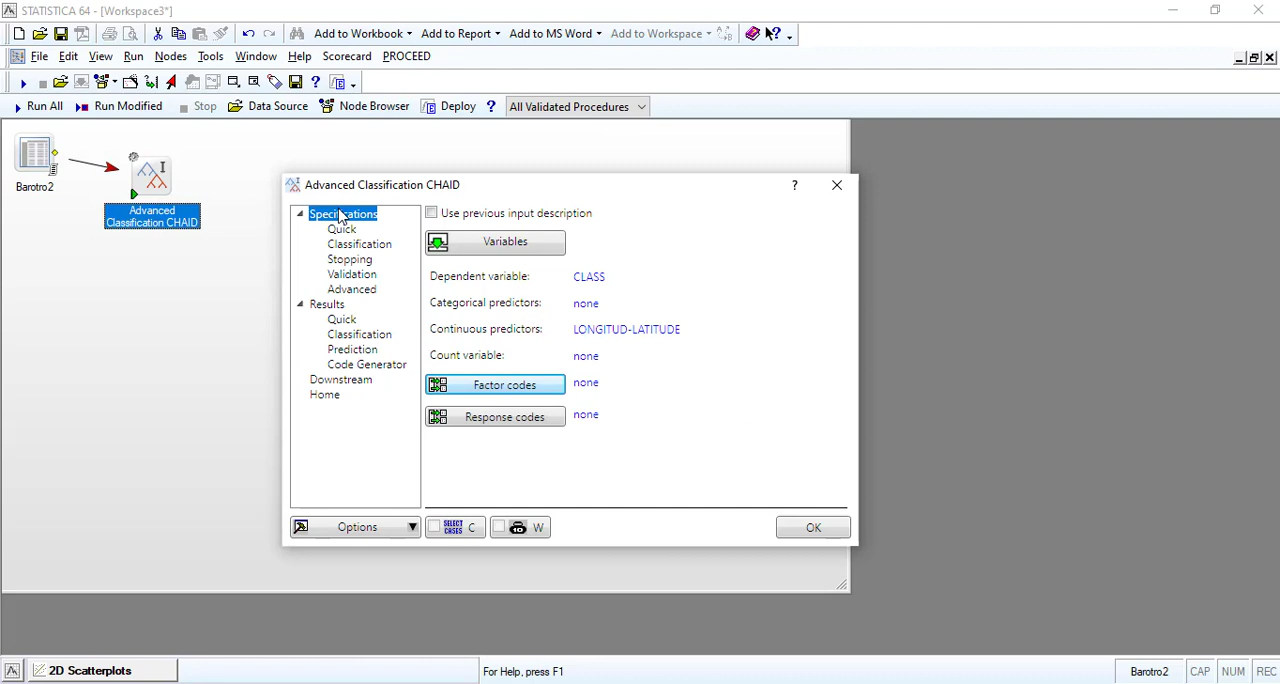 STATISTICA 64 - [Workspace3*]
Add to Workbook Add to Report Add to MS Word Add to Workspace
File Edit View Run Nodes Tools Window Help Scorecard PROCEED
Run All Run Modified Stop Data Source Node Browser Deploy ? All Validated Procedures
Barotro2
Advanced
Classification CHAID
Advanced Classification CHAID ?
Specifications
Quick
Classification
Stopping
Validation
Advanced
Results
Quick
Classification
Prediction
Code Generator
Downstream
Home
Use previous input description
Variables
Dependent variable: CLASS
Categorical predictors: none
Continuous predictors: LONGITUD-LATITUDE
Count variable: none
Factor codes none
Response codes none
Options SELECT CASES C W OK
2D Scatterplots For Help, press F1 Barotro2 CAP NUM REC